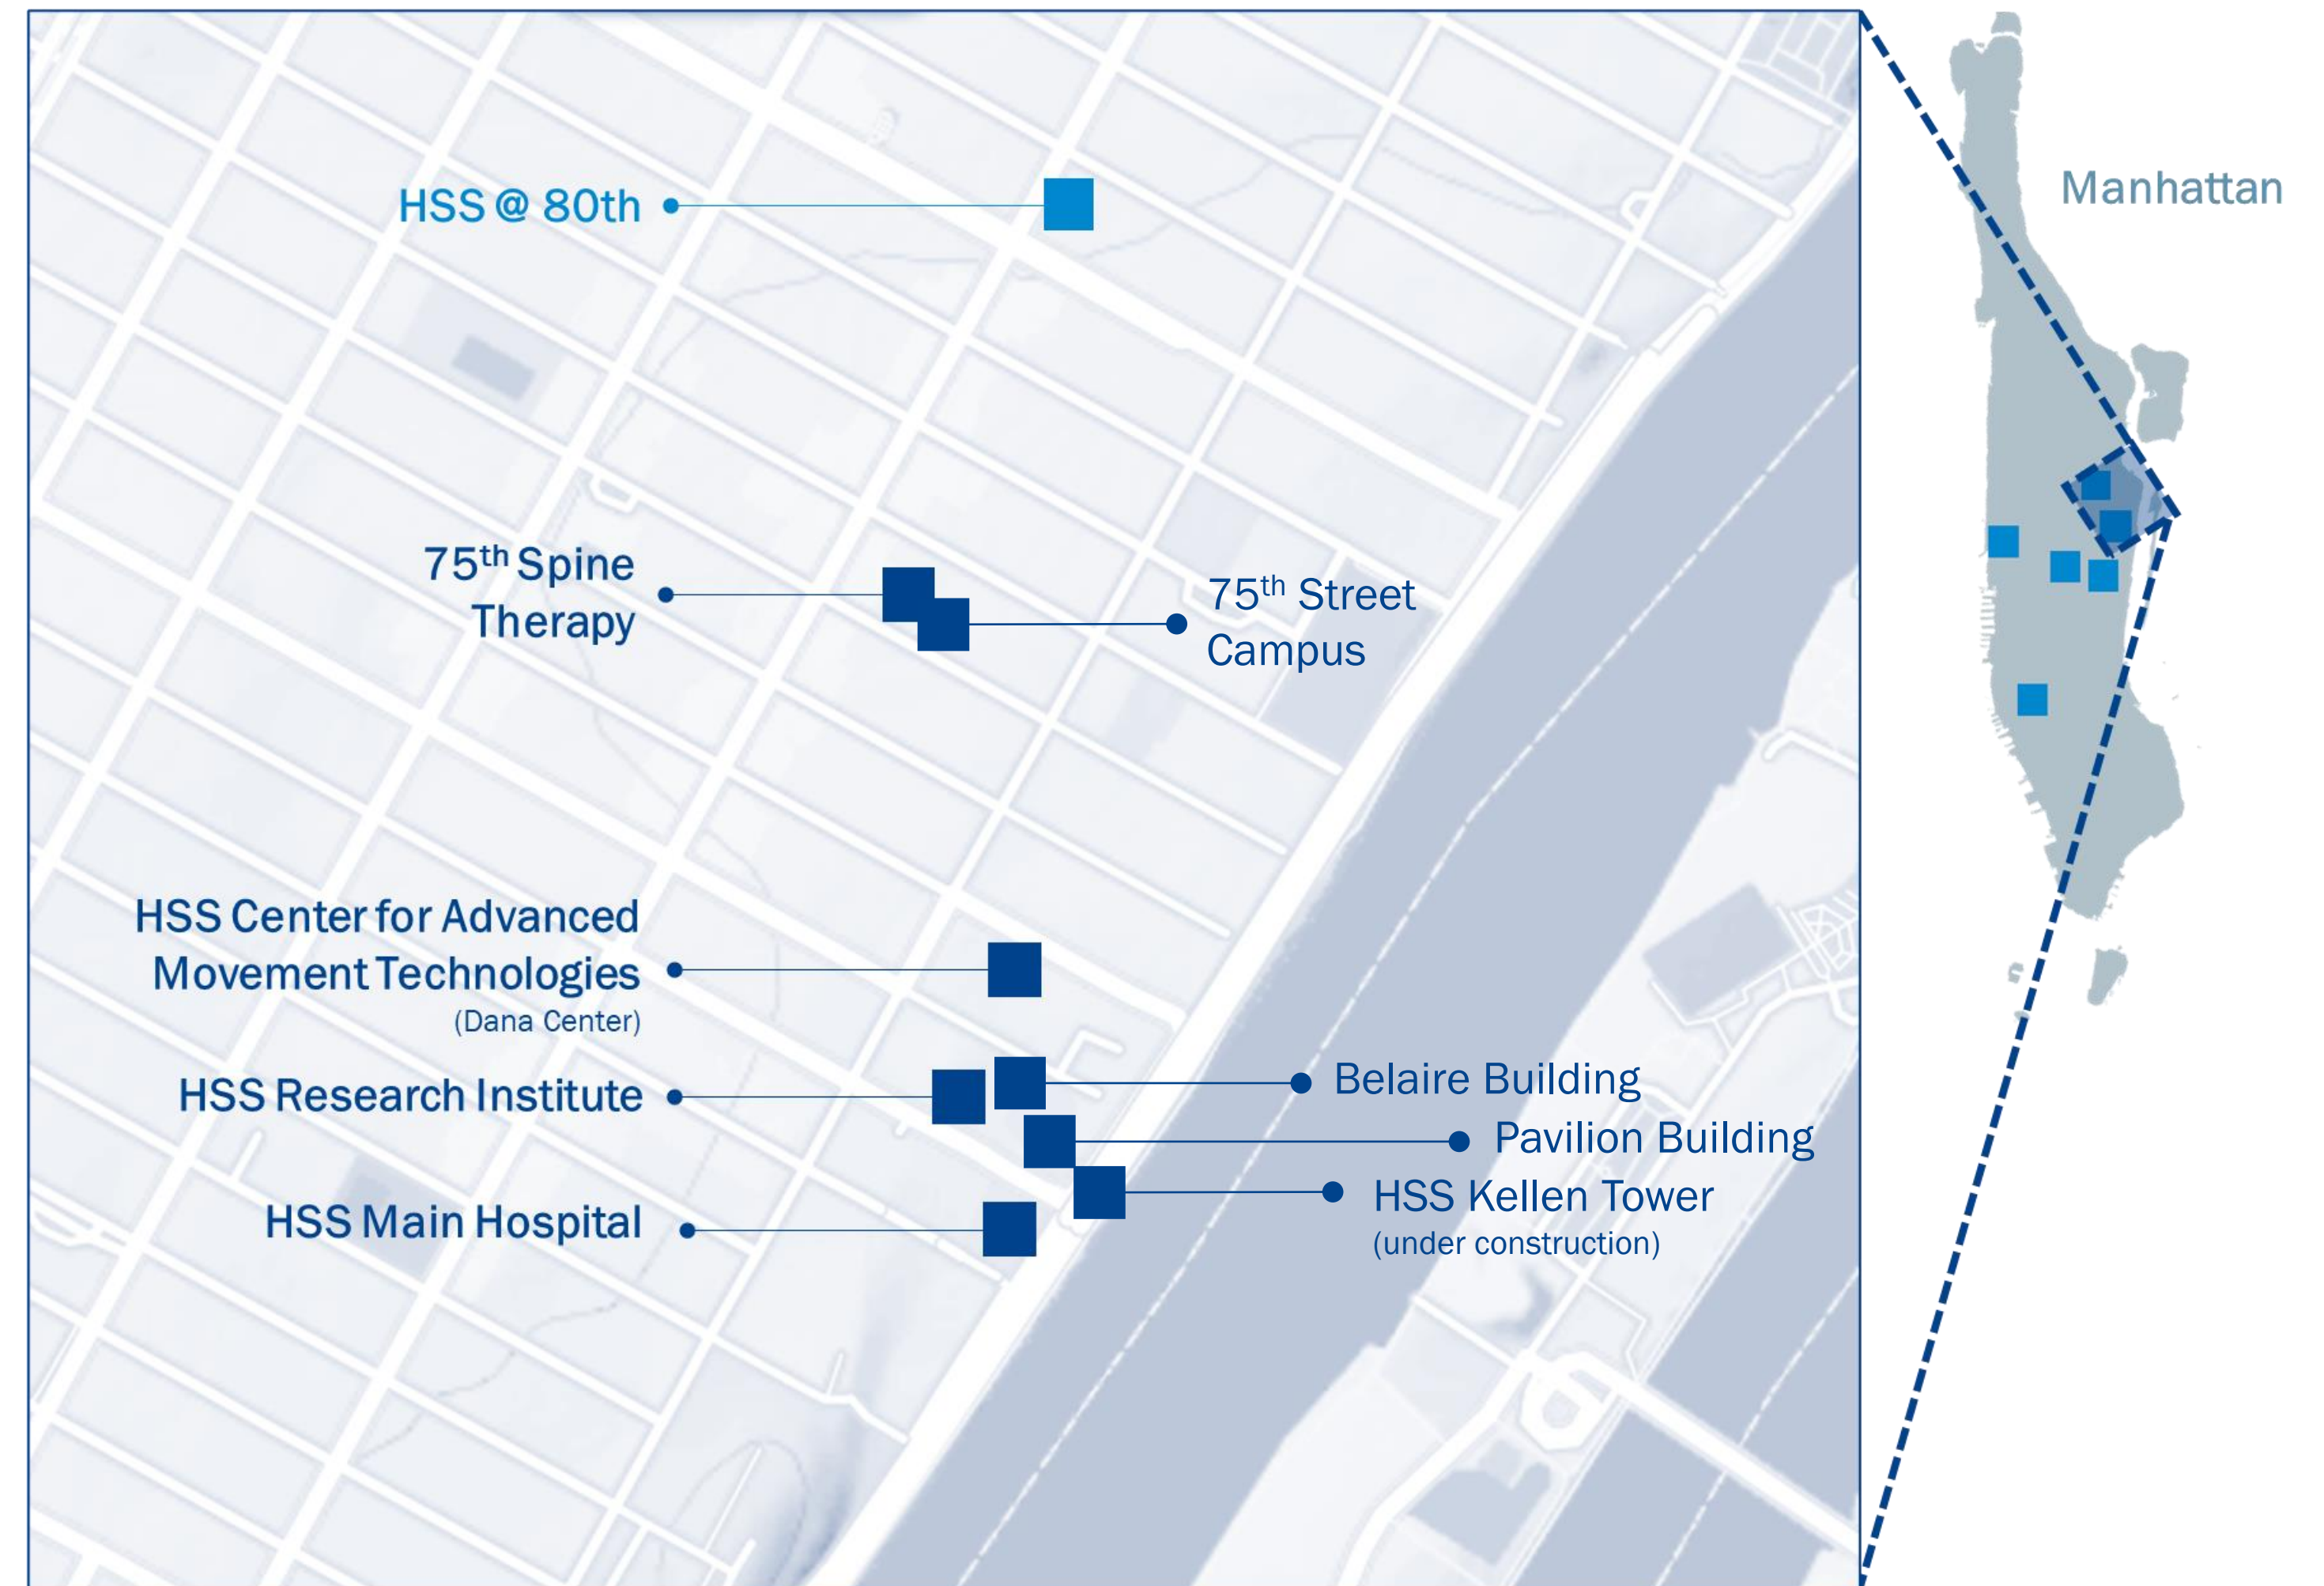 Manhattan
HSS @ 80th
75th Spine
Therapy
75th Street
Campus
HSS Center for Advanced
Movement Technologies
(Dana Center)
HSS Research Institute
Belaire Building
Pavilion Building
HSS Kellen Tower
(under construction)
HSS Main Hospital